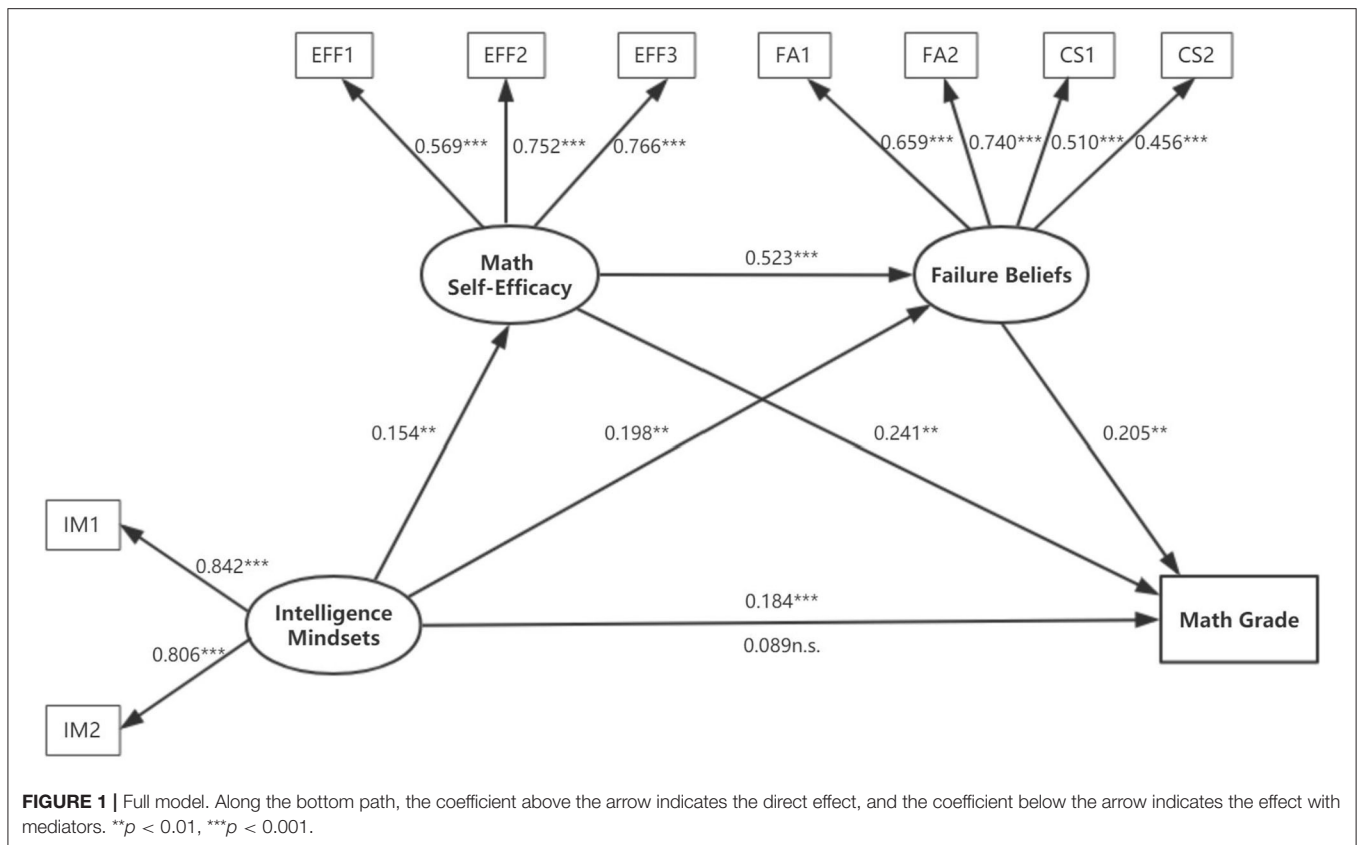 EFF1 EFF2 EFF3 FA1 FA2 CS1 CS2
0.569*** 0.752*** 0.766*** 0.659*** 0.740*** 0.510*** 0.456***
Math
Self-Efficacy
0.523***
Failure Beliefs
0.154** 0.198** 0.241** 0.205**
IM1
0.842***
Intelligence
Mindsets
0.184***
0.089n.s.
Math Grade
0.806***
IM2
FIGURE 1 | Full model. Along the bottom path, the coefficient above the arrow indicates the direct effect, and the coefficient below the arrow indicates the effect with
mediators. **p < 0.01, ***p < 0.001.